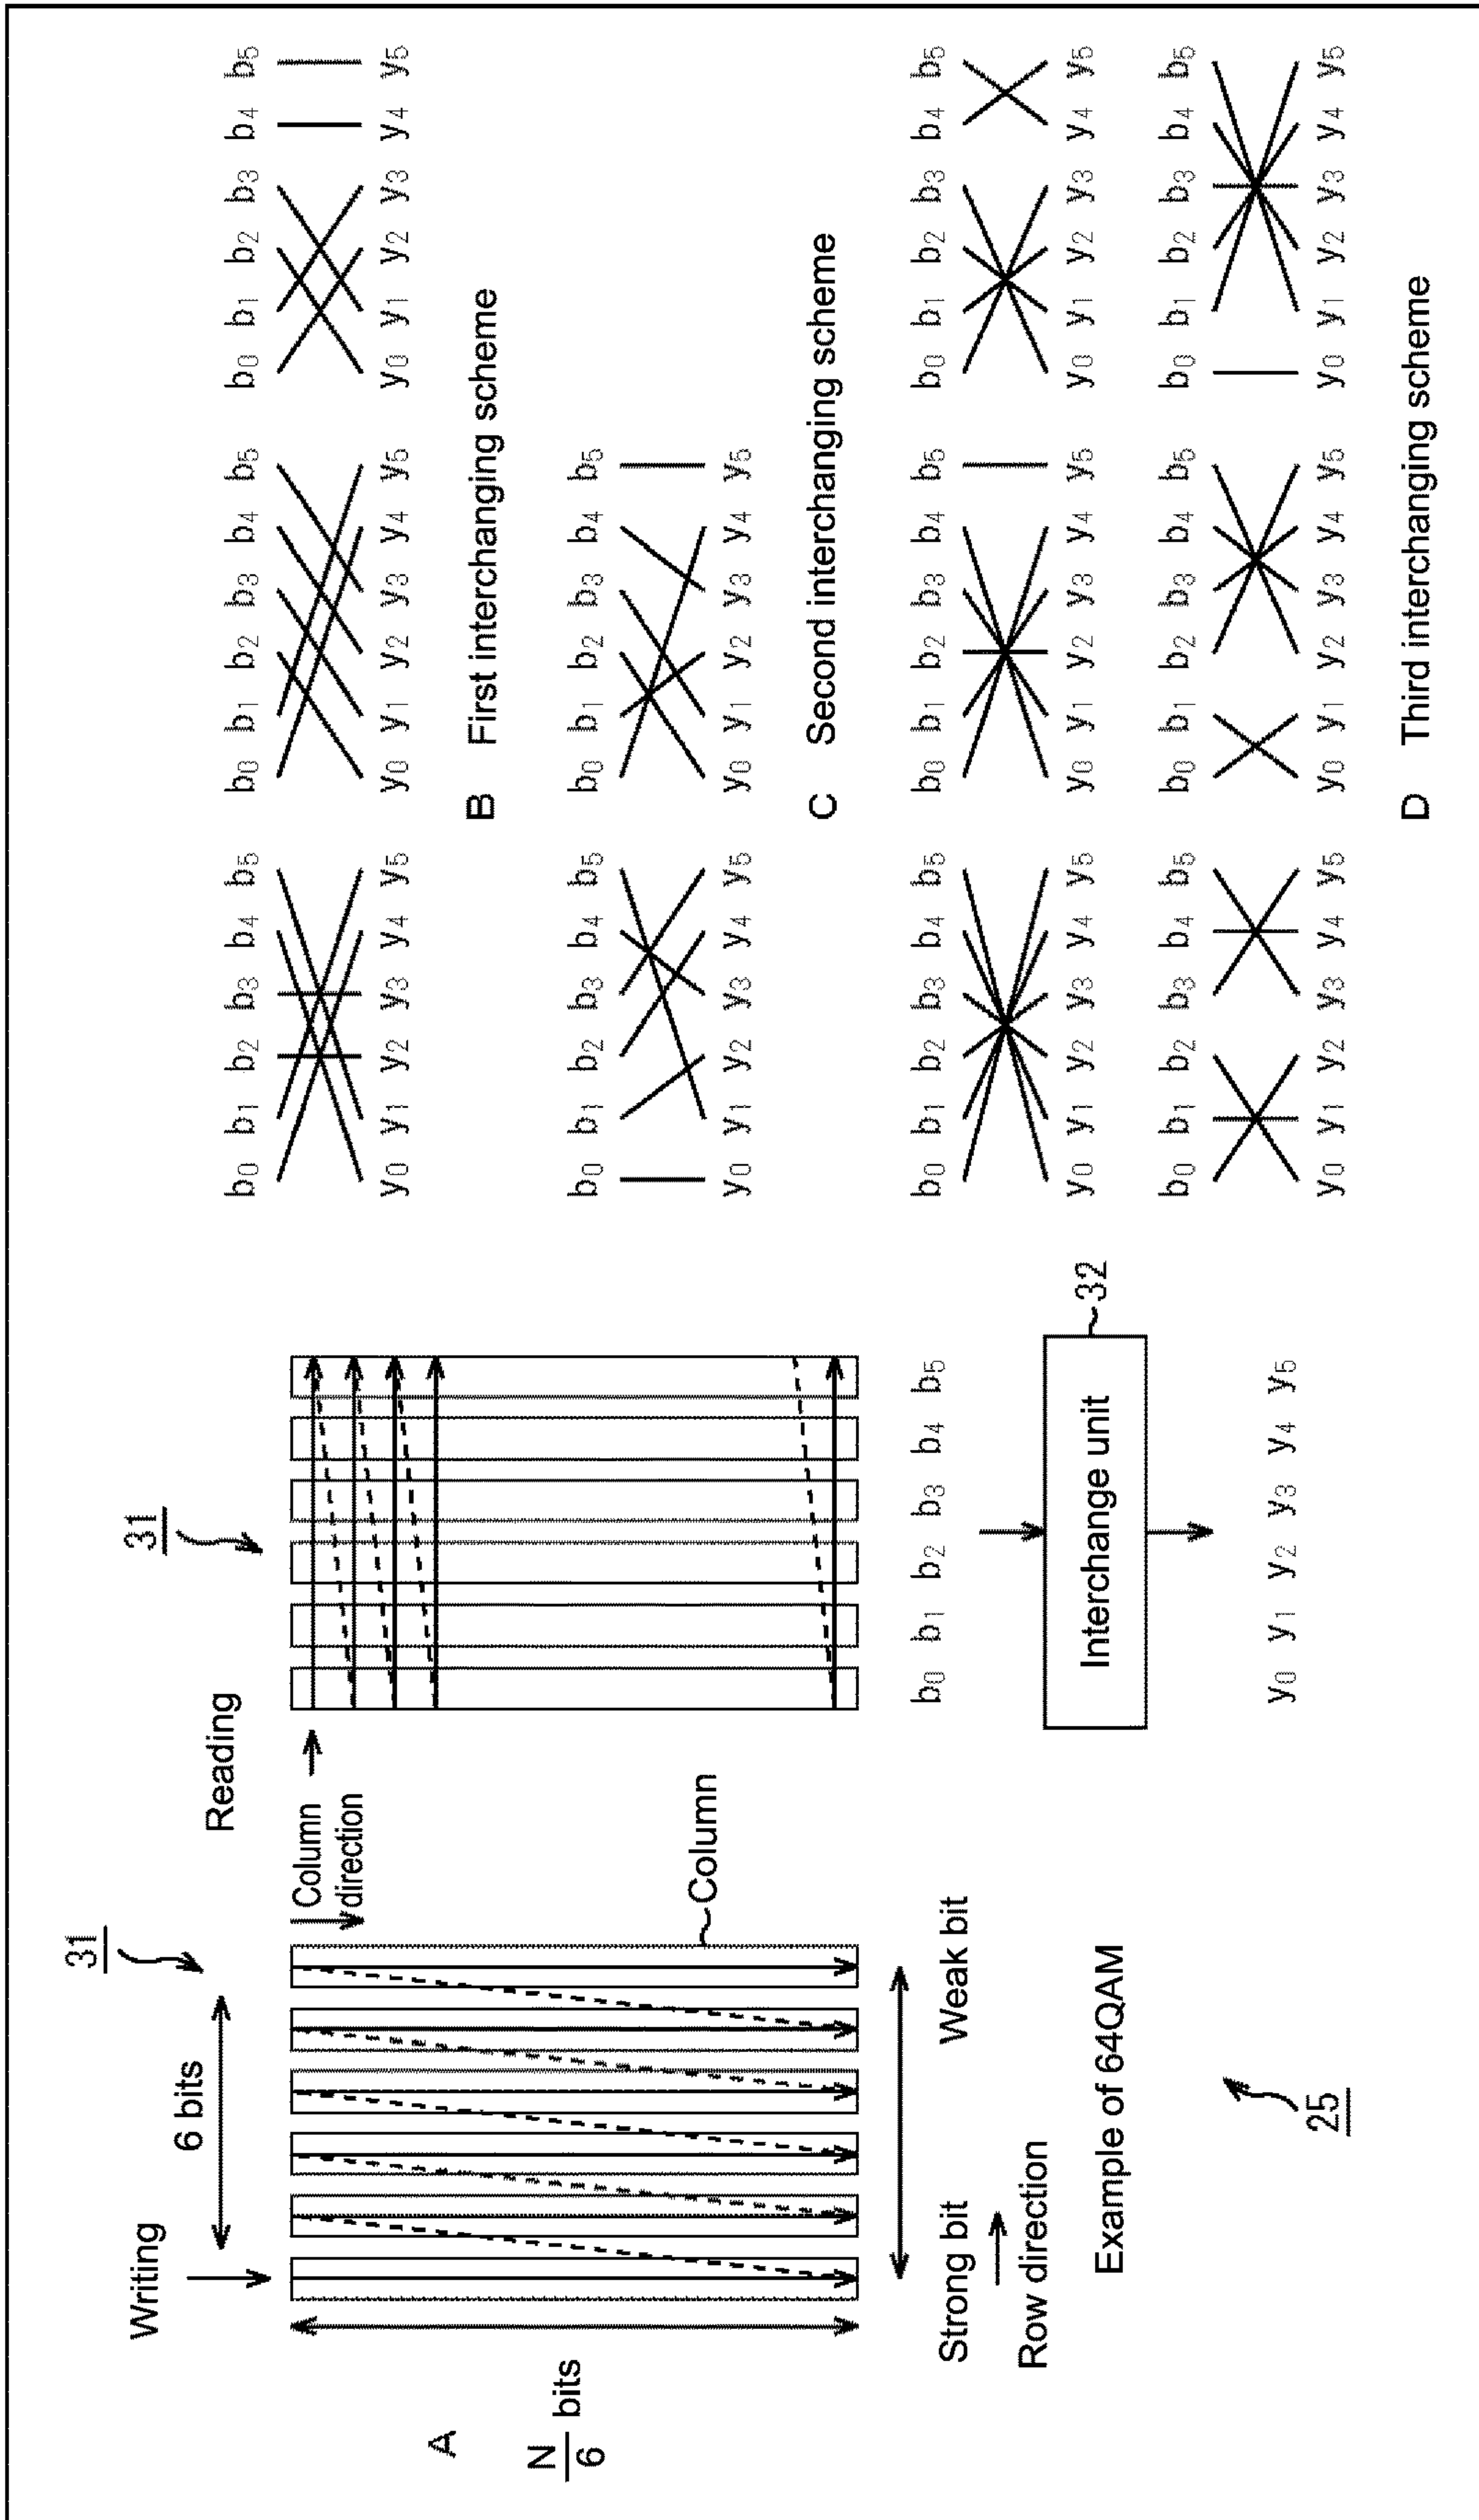 A
Writing
6 bits
31
N/6 bits
Column direction
Column
Strong bit
Weak bit
Row direction
Example of 64QAM
25
Reading
31
b0 b1 b2 b3 b4 b5
Interchange unit
32
y0 y1 y2 y3 y4 y5
b0 b1 b2 b3 b4 b5
y0 y1 y2 y3 y4 y5
b0 b1 b2 b3 b4 b5
y0 y1 y2 y3 y4 y5
b0 b1 b2 b3 b4 b5
y0 y1 y2 y3 y4 y5
B First interchanging scheme
b0 b1 b2 b3 b4 b5
y0 y1 y2 y3 y4 y5
b0 b1 b2 b3 b4 b5
y0 y1 y2 y3 y4 y5
C Second interchanging scheme
b0 b1 b2 b3 b4 b5
y0 y1 y2 y3 y4 y5
b0 b1 b2 b3 b4 b5
y0 y1 y2 y3 y4 y5
b0 b1 b2 b3 b4 b5
y0 y1 y2 y3 y4 y5
b0 b1 b2 b3 b4 b5
y0 y1 y2 y3 y4 y5
b0 b1 b2 b3 b4 b5
y0 y1 y2 y3 y4 y5
b0 b1 b2 b3 b4 b5
y0 y1 y2 y3 y4 y5
D Third interchanging scheme